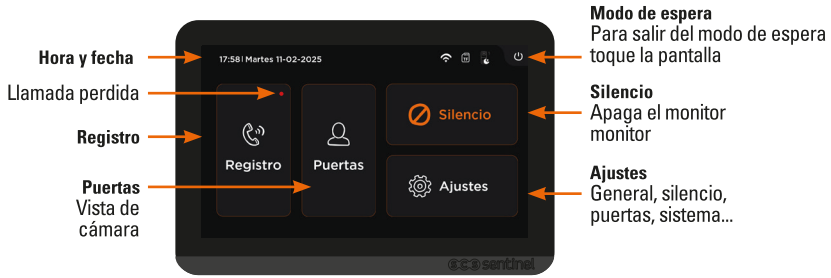 Hora y fecha
Llamada perdida
Registro
Puertas
Vista de
cámara
17:58| Martes 11-02-2025
Registro
Puertas
Silencio
Ajustes
SCS sentinel
Modo de espera
Para salir del modo de espera
toque la pantalla
Silencio
Apaga el monitor
monitor
Ajustes
General, silencio,
puertas, sistema...